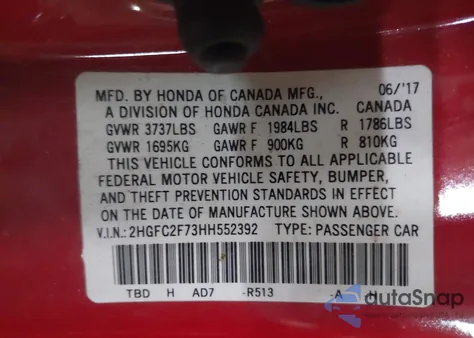 MFD. BY HONDA OF CANADA MFG., 06/'17
A DIVISION OF HONDA CANADA INC. CANADA
GVWR 3737LBS GAWR F 1984LBS R 1786LBS
GVWR 1695KG GAWR F 900KG R 810KG
THIS VEHICLE CONFORMS TO ALL APPLICABLE
FEDERAL MOTOR VEHICLE SAFETY, BUMPER,
AND THEFT PREVENTION STANDARDS IN EFFECT
ON THE DATE OF MANUFACTURE SHOWN ABOVE.
V.I.N.: 2HGFC2F73HH552392 TYPE: PASSENGER CAR
TBD H AD7 -R513 A H
autoSnap